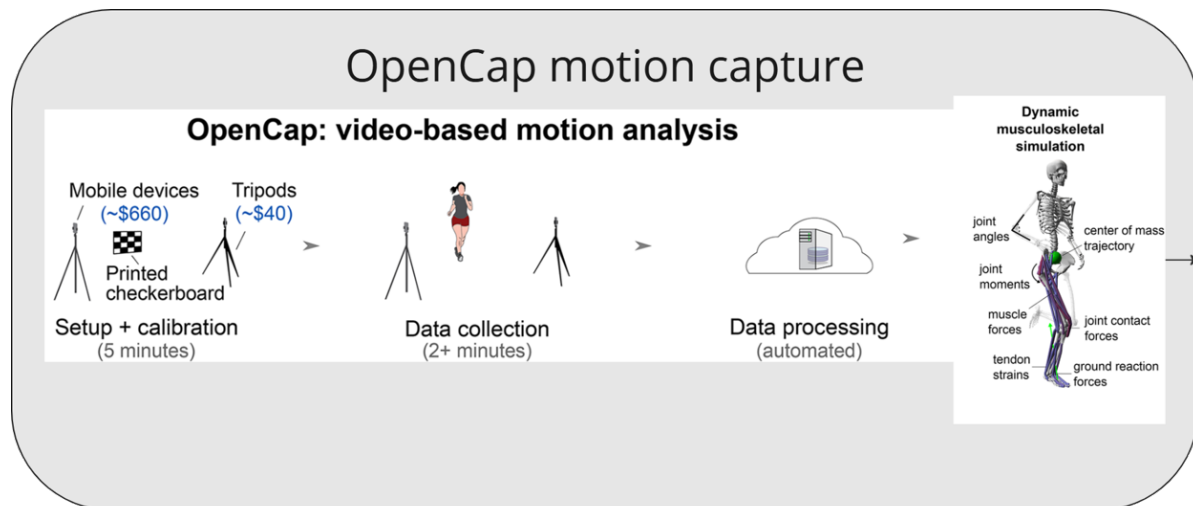 OpenCap motion capture
OpenCap: video-based motion analysis
Mobile devices
(~$660)
Tripods
(~$40)
Printed
checkerboard
Setup + calibration
(5 minutes)
Data collection
(2+ minutes)
Data processing
(automated)
Dynamic
musculoskeletal
simulation
joint
angles
center of mass
trajectory
joint
moments
muscle
forces
joint contact
forces
tendon
strains
ground reaction
forces